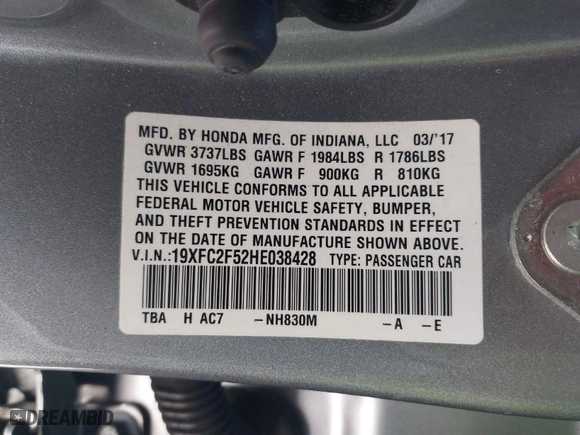 MFD. BY HONDA MFG. OF INDIANA, LLC 03/'17
GVWR 3737LBS GAWR F 1984LBS R 1786LBS
GVWR 1695KG GAWR F 900KG R 810KG
THIS VEHICLE CONFORMS TO ALL APPLICABLE
FEDERAL MOTOR VEHICLE SAFETY, BUMPER,
AND THEFT PREVENTION STANDARDS IN EFFECT
ON THE DATE OF MANUFACTURE SHOWN ABOVE.
V.I.N.:19XFC2F52HE038428 TYPE: PASSENGER CAR
TBA H AC7 -NH830M -A -E
DREAMBID